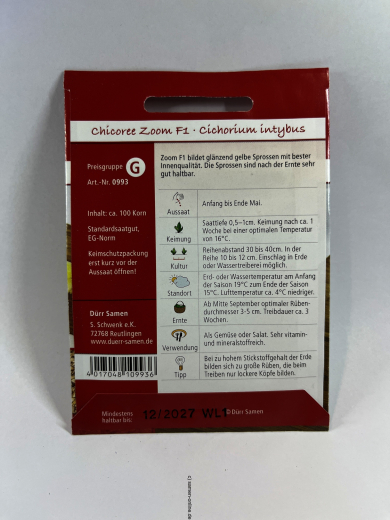 Chicoree Zoom F1 · Cichorium intybus
Preisgruppe G
Art.-Nr. 0993
Inhalt: ca. 100 Korn
Standardsaatgut,
EG-Norm
Keimschutzpackung
erst kurz vor der
Aussaat öffnen!
Dürr Samen
S. Schwenk e.K.
72768 Reutlingen
www.duerr-samen.de
4 017048 109936
Zoom F1 bildet glänzend gelbe Sprossen mit bester
Innenqualität. Die Sprossen sind nach der Ernte sehr
gut haltbar.
Aussaat
Anfang bis Ende Mai.
Keimung
Saattiefe 0,5–1cm. Keimung nach ca. 1
Woche bei einer optimalen Temperatur
von 16°C.
Kultur
Reihenabstand 30 bis 40cm. In der
Reihe 10 bis 12 cm. Einschlag in Erde
oder Wassertreiberei möglich.
Standort
Erd- oder Wassertemperatur am Anfang
der Saison 19°C zum Ende der Saison
15°C. Lufttemperatur ca. 4°C niedriger.
Ernte
Ab Mitte September optimaler Rüben-
durchmesser 3-5 cm. Treibdauer ca. 3
Wochen.
Verwendung
Als Gemüse oder Salat. Sehr vitamin-
und mineralstoffreich.
Tipp
Bei zu hohem Stickstoffgehalt der Erde
bilden sich zu große Rüben, die beim
Treiben nur lockere Köpfe bilden.
Mindestens
haltbar bis:
12/2027 WL1
© Dürr Samen